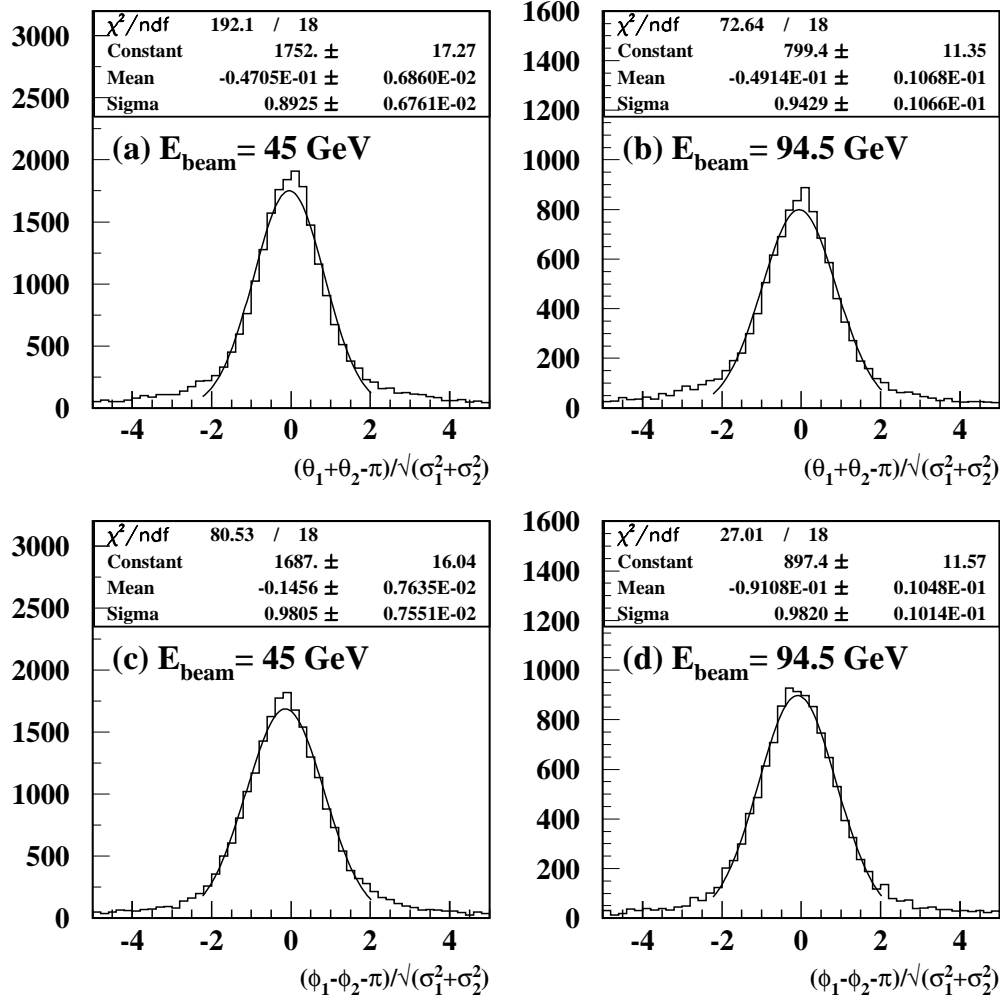 χ²/ndf 192.1 / 18
Constant 1752. ± 17.27
Mean -0.4705E-01 ± 0.6860E-02
Sigma 0.8925 ± 0.6761E-02
(a) E_beam = 45 GeV
3000
2500
2000
1500
1000
500
0
-4 -2 0 2 4
(θ₁+θ₂-π)/√(σ₁²+σ₂²)
χ²/ndf 72.64 / 18
Constant 799.4 ± 11.35
Mean -0.4914E-01 ± 0.1068E-01
Sigma 0.9429 ± 0.1066E-01
(b) E_beam = 94.5 GeV
1600
1400
1200
1000
800
600
400
200
0
-4 -2 0 2 4
(θ₁+θ₂-π)/√(σ₁²+σ₂²)
χ²/ndf 80.53 / 18
Constant 1687. ± 16.04
Mean -0.1456 ± 0.7635E-02
Sigma 0.9805 ± 0.7551E-02
(c) E_beam = 45 GeV
3000
2500
2000
1500
1000
500
0
-4 -2 0 2 4
(ϕ₁-ϕ₂-π)/√(σ₁²+σ₂²)
χ²/ndf 27.01 / 18
Constant 897.4 ± 11.57
Mean -0.9108E-01 ± 0.1048E-01
Sigma 0.9820 ± 0.1014E-01
(d) E_beam = 94.5 GeV
1600
1400
1200
1000
800
600
400
200
0
-4 -2 0 2 4
(ϕ₁-ϕ₂-π)/√(σ₁²+σ₂²)